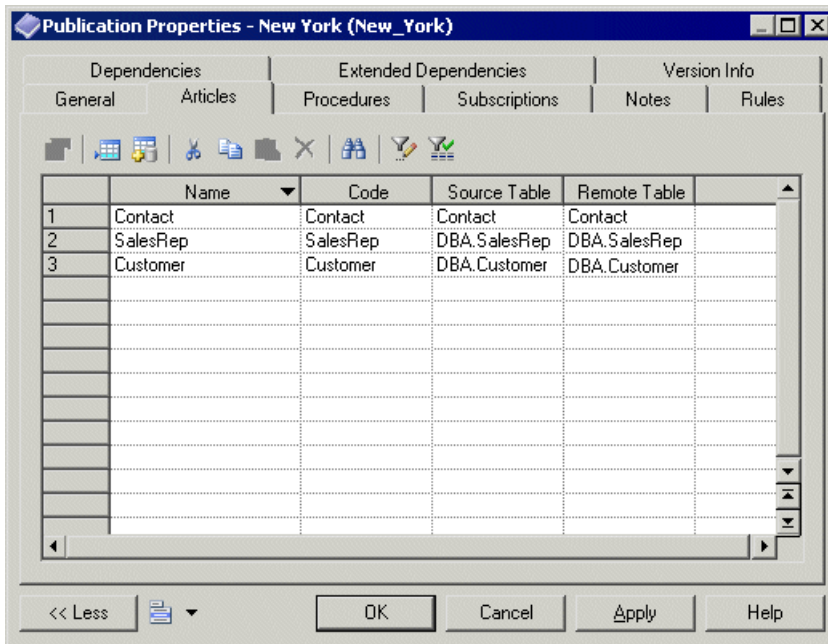 Publication Properties - New York (New_York)
Dependencies Extended Dependencies Version Info
General Articles Procedures Subscriptions Notes Rules
Name Code Source Table Remote Table
1 Contact Contact Contact Contact
2 SalesRep SalesRep DBA.SalesRep DBA.SalesRep
3 Customer Customer DBA.Customer DBA.Customer
<< Less OK Cancel Apply Help